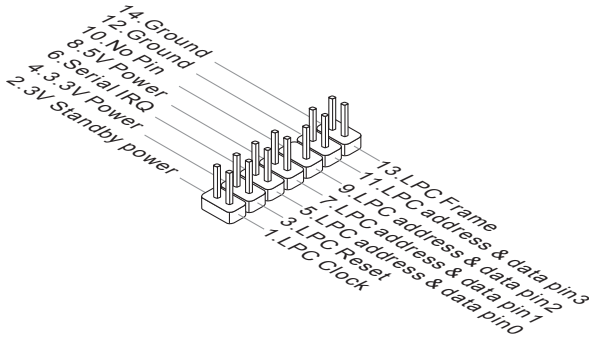 14.Ground
12.Ground
10.No Pin
8.5V Power
6.Serial IRQ
4.3.3V Power
2.3V Standby power
13.LPC Frame
11.LPC address & data pin3
9.LPC address & data pin2
7.LPC address & data pin1
5.LPC address & data pin0
3.LPC Reset
1.LPC Clock